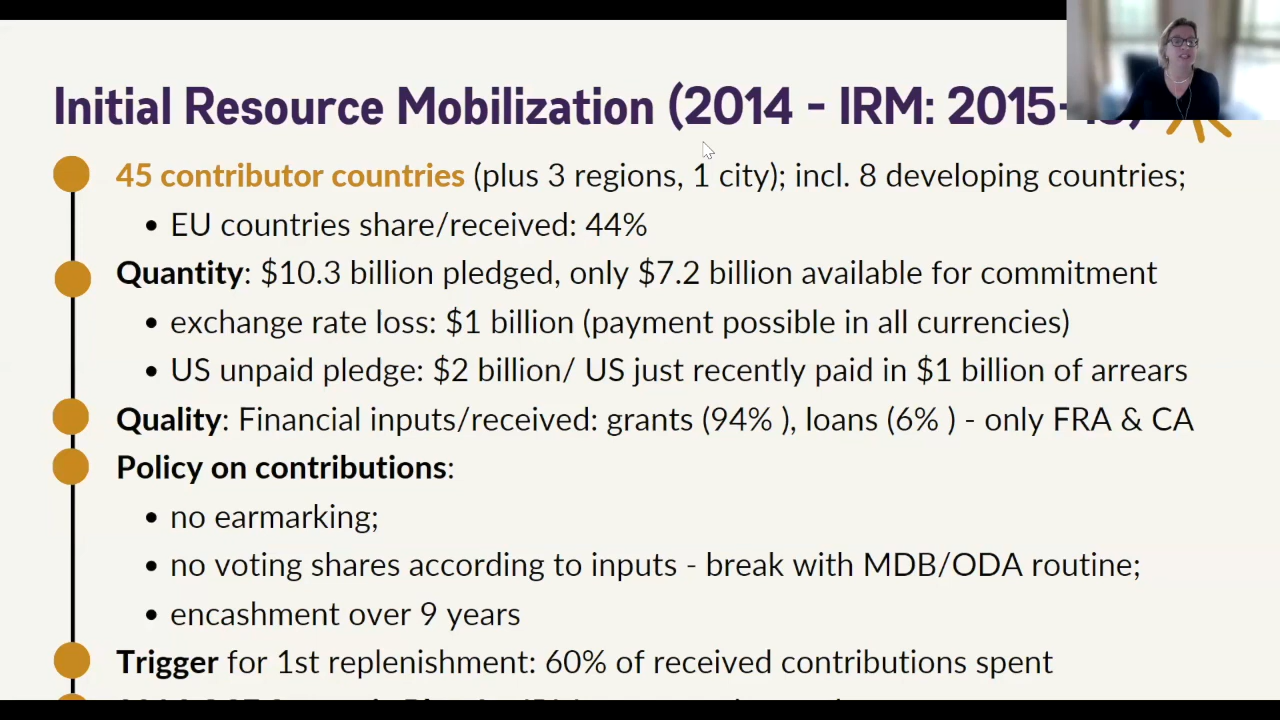 Initial Resource Mobilization (2014 - IRM: 2015-
45 contributor countries (plus 3 regions, 1 city); incl. 8 developing countries;
• EU countries share/received: 44%
Quantity: $10.3 billion pledged, only $7.2 billion available for commitment
• exchange rate loss: $1 billion (payment possible in all currencies)
• US unpaid pledge: $2 billion/ US just recently paid in $1 billion of arrears
Quality: Financial inputs/received: grants (94% ), loans (6% ) - only FRA & CA
Policy on contributions:
• no earmarking;
• no voting shares according to inputs - break with MDB/ODA routine;
• encashment over 9 years
Trigger for 1st replenishment: 60% of received contributions spent